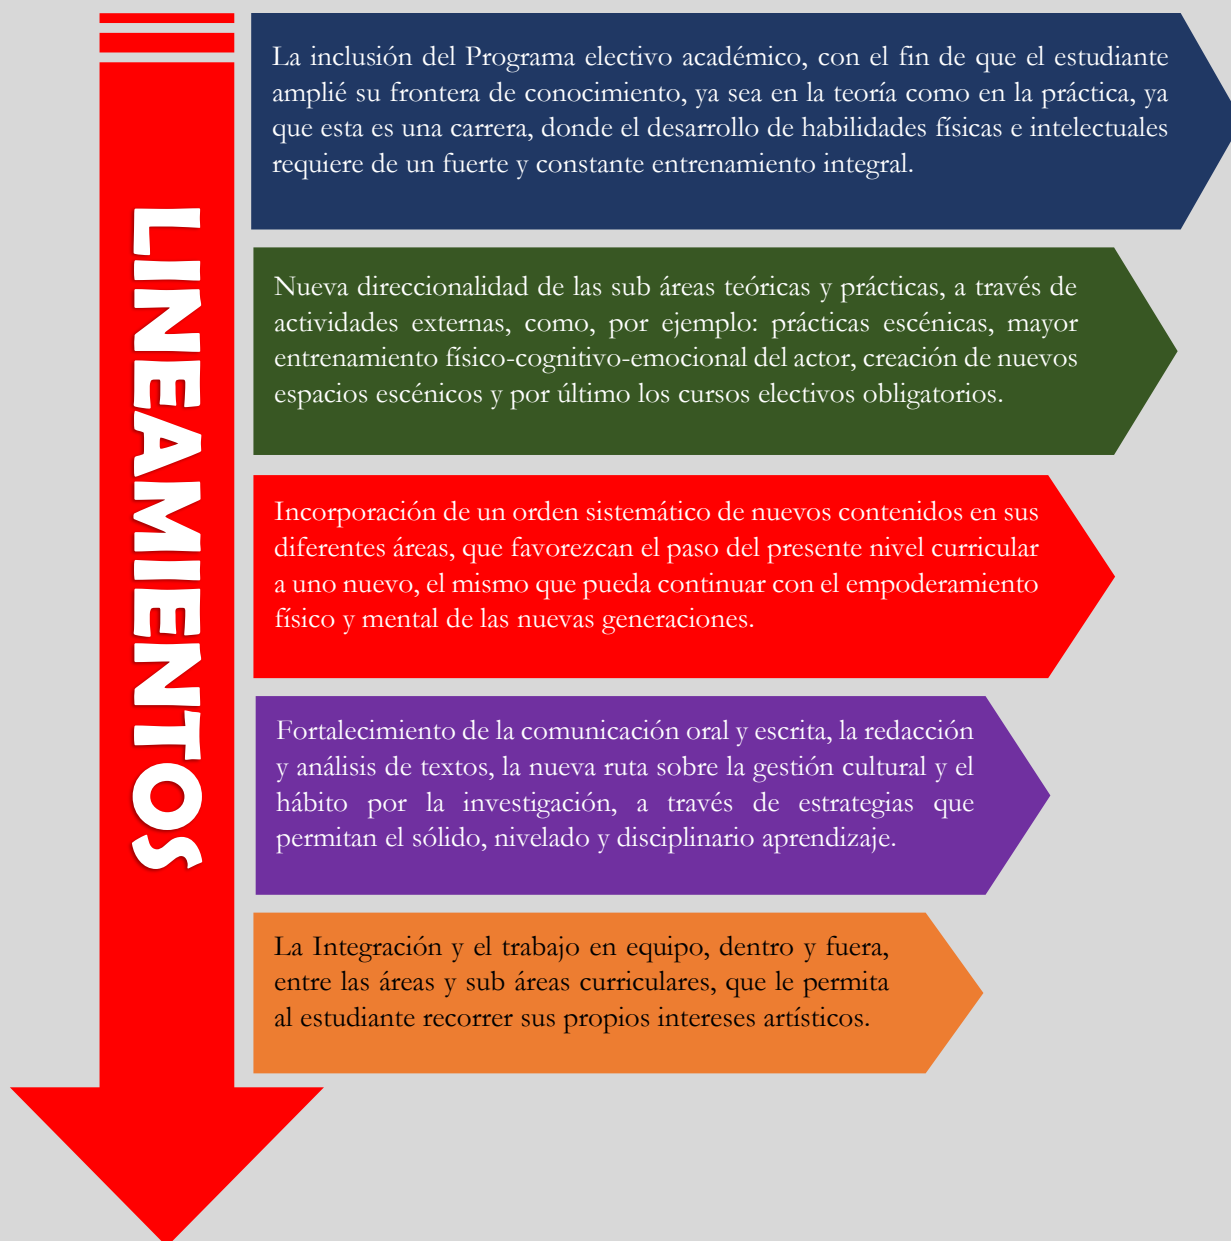 LINEAMIENTOS
La inclusión del Programa electivo académico, con el fin de que el estudiante
amplié su frontera de conocimiento, ya sea en la teoría como en la práctica, ya
que esta es una carrera, donde el desarrollo de habilidades físicas e intelectuales
requiere de un fuerte y constante entrenamiento integral.
Nueva direccionalidad de las sub áreas teóricas y prácticas, a través de
actividades externas, como, por ejemplo: prácticas escénicas, mayor
entrenamiento físico-cognitivo-emocional del actor, creación de nuevos
espacios escénicos y por último los cursos electivos obligatorios.
Incorporación de un orden sistemático de nuevos contenidos en sus
diferentes áreas, que favorezcan el paso del presente nivel curricular
a uno nuevo, el mismo que pueda continuar con el empoderamiento
físico y mental de las nuevas generaciones.
Fortalecimiento de la comunicación oral y escrita, la redacción
y análisis de textos, la nueva ruta sobre la gestión cultural y el
hábito por la investigación, a través de estrategias que
permitan el sólido, nivelado y disciplinario aprendizaje.
La Integración y el trabajo en equipo, dentro y fuera,
entre las áreas y sub áreas curriculares, que le permita
al estudiante recorrer sus propios intereses artísticos.